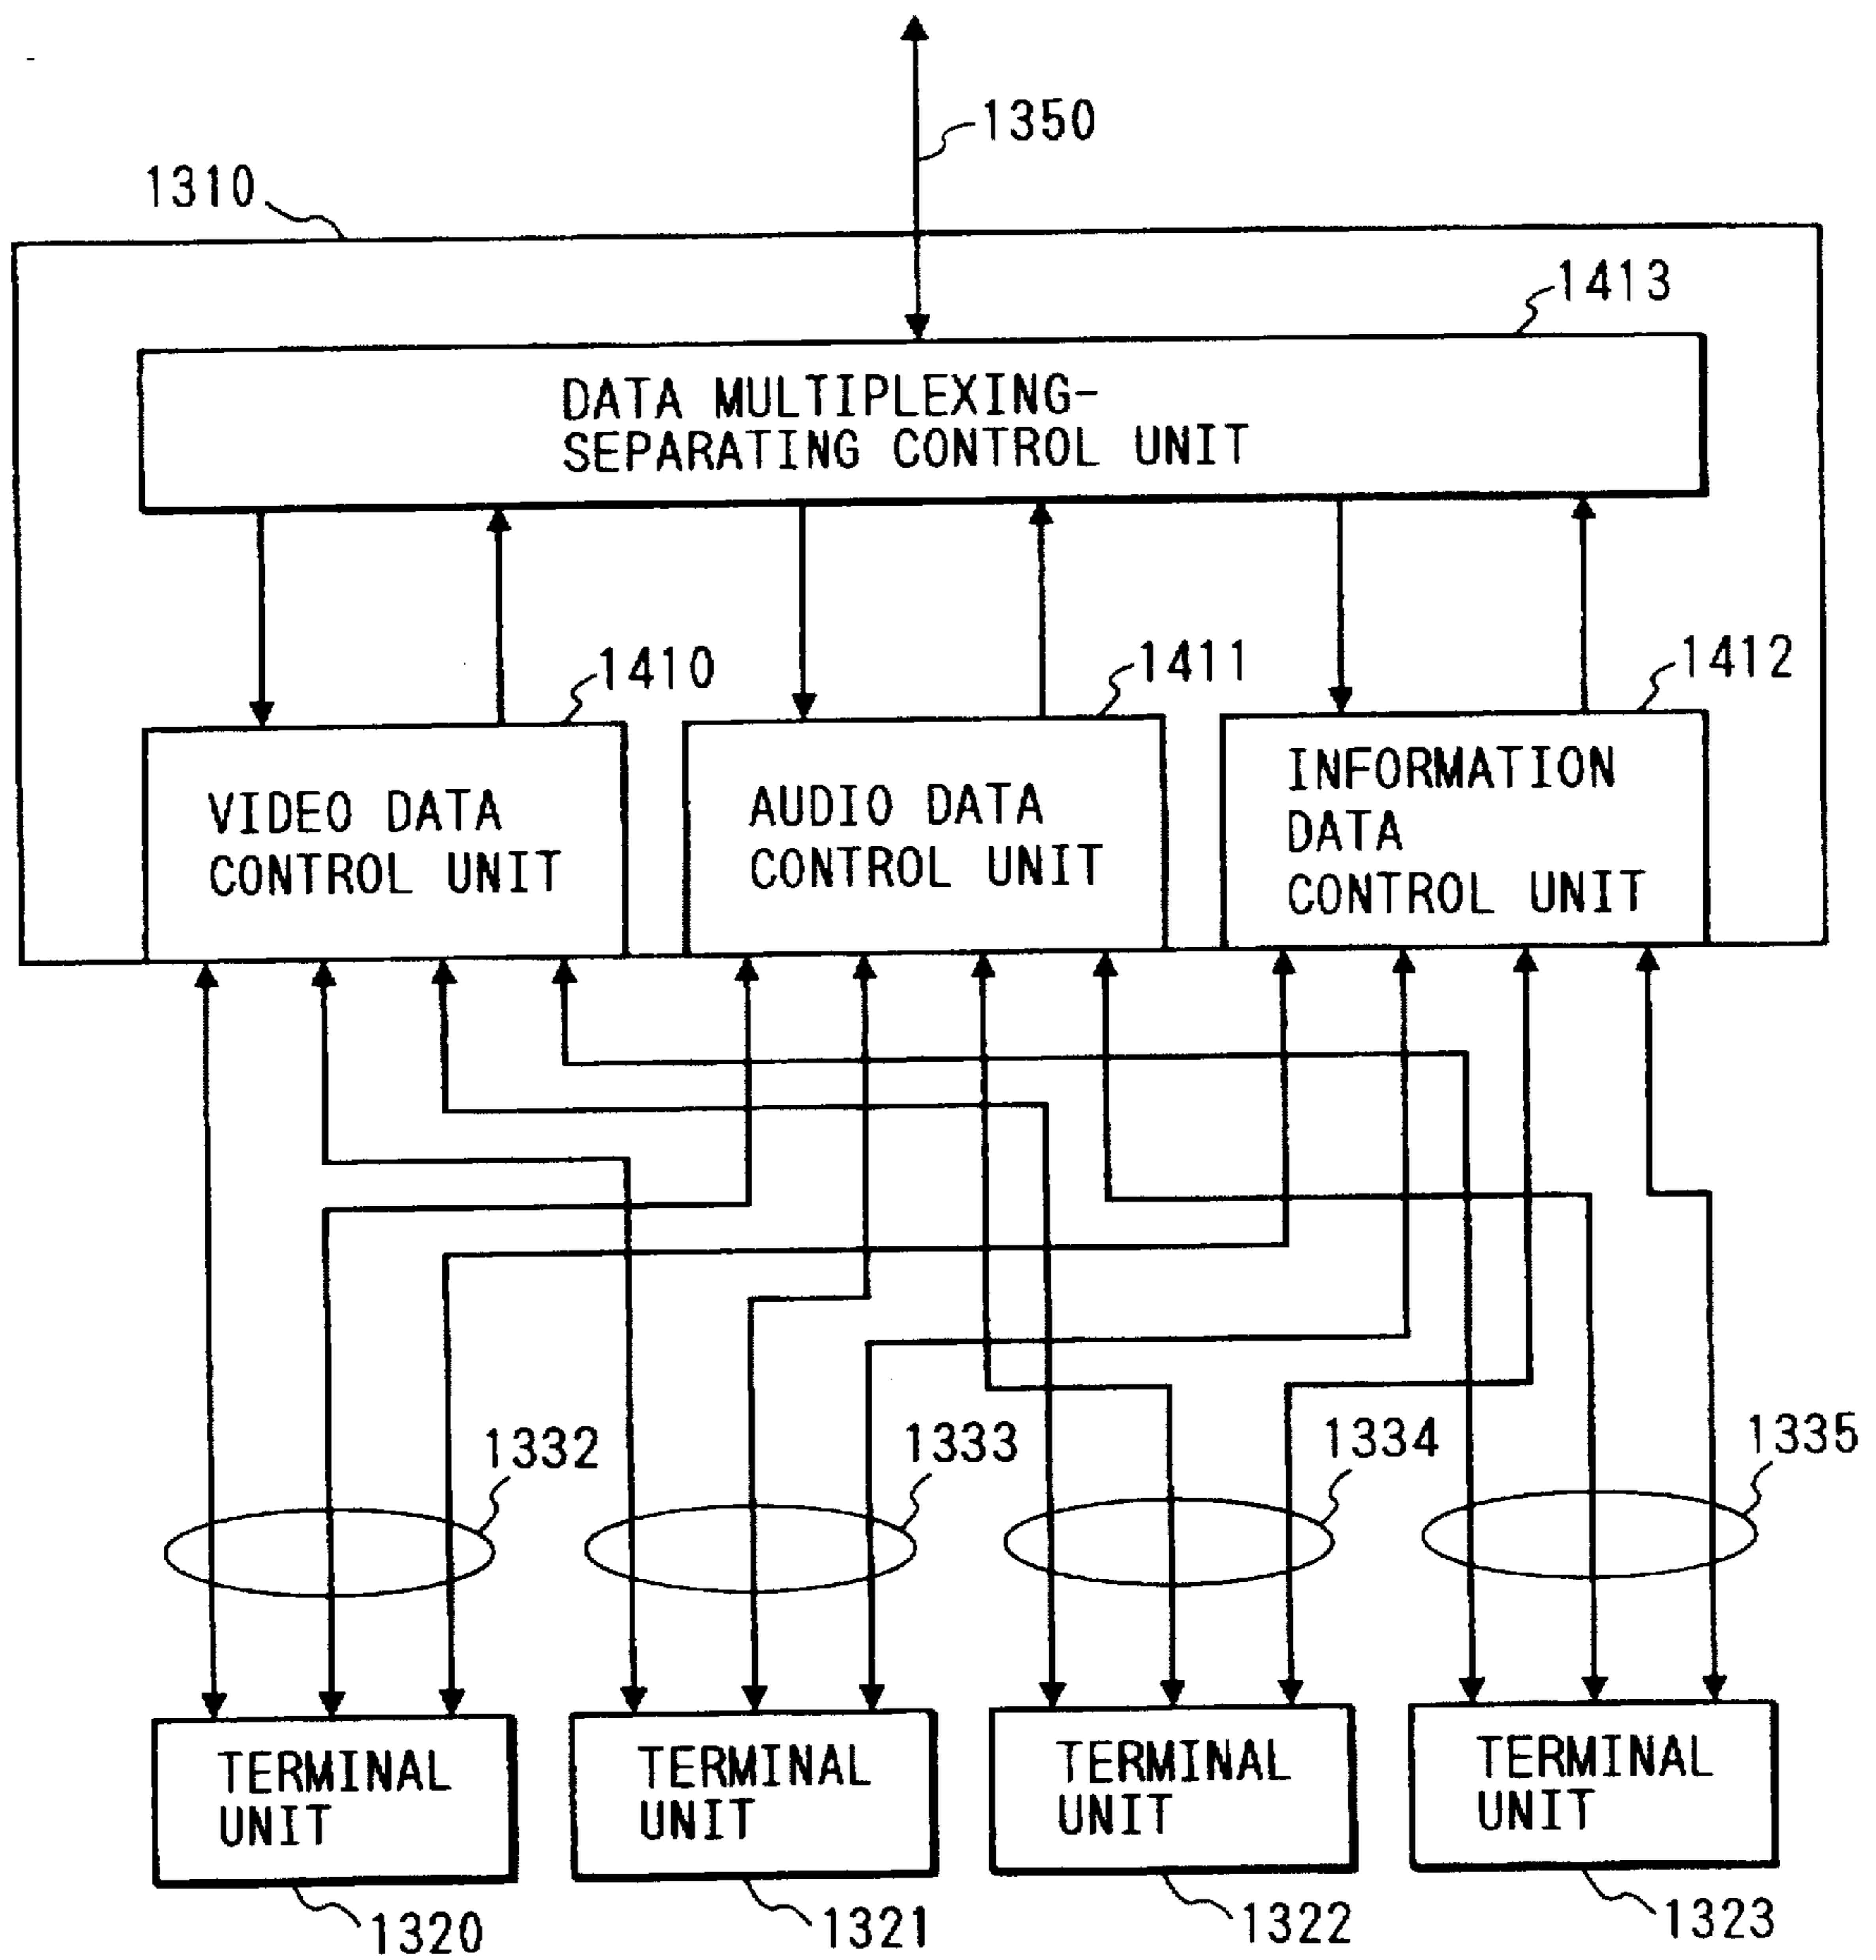 1350
1310
1413
DATA MULTIPLEXING-
SEPARATING CONTROL UNIT
1410
1411
1412
VIDEO DATA
CONTROL UNIT
AUDIO DATA
CONTROL UNIT
INFORMATION
DATA
CONTROL UNIT
1332
1333
1334
1335
TERMINAL
UNIT
TERMINAL
UNIT
TERMINAL
UNIT
TERMINAL
UNIT
1320
1321
1322
1323